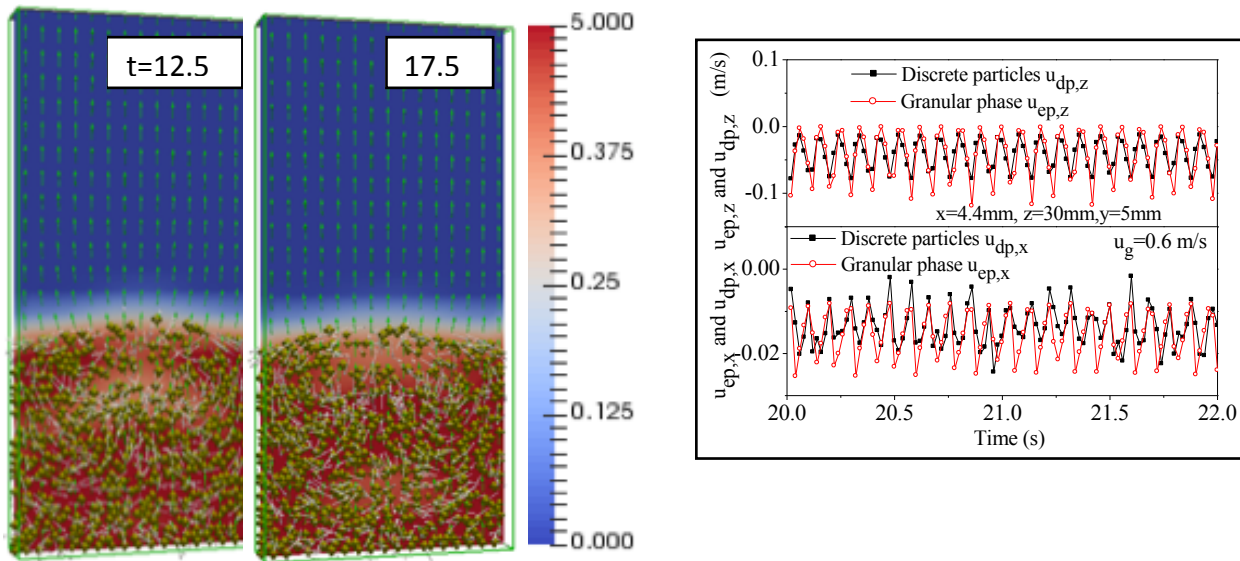 t=12.5
17.5
5.000
0.375
0.25
0.125
0.000
u_ep,z and u_dp,z (m/s)
0.1
0.0
-0.1
Discrete particles u_dp,z
Granular phase u_ep,z
x=4.4mm, z=30mm,y=5mm
u_ep,x and u_dp,x
0.00
-0.02
Discrete particles u_dp,x
Granular phase u_ep,x
u_g=0.6 m/s
20.0 20.5 21.0 21.5 22.0
Time (s)